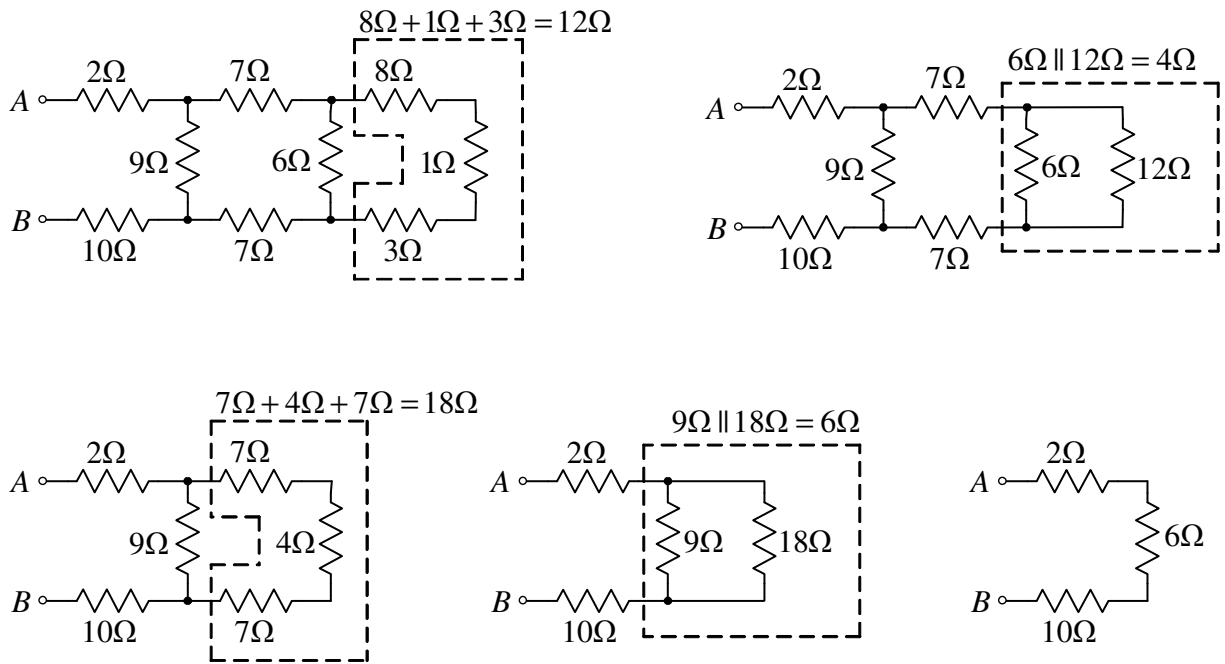 8Ω+1Ω+3Ω=12Ω
2Ω 7Ω 8Ω
A
9Ω 6Ω 1Ω
B
10Ω 7Ω 3Ω
6Ω || 12Ω = 4Ω
2Ω 7Ω
A
9Ω 6Ω 12Ω
B
10Ω 7Ω
7Ω+4Ω+7Ω=18Ω
2Ω 7Ω
A
9Ω 4Ω
B
10Ω 7Ω
9Ω || 18Ω = 6Ω
2Ω
A
9Ω 18Ω
B
10Ω
2Ω
A
6Ω
B
10Ω